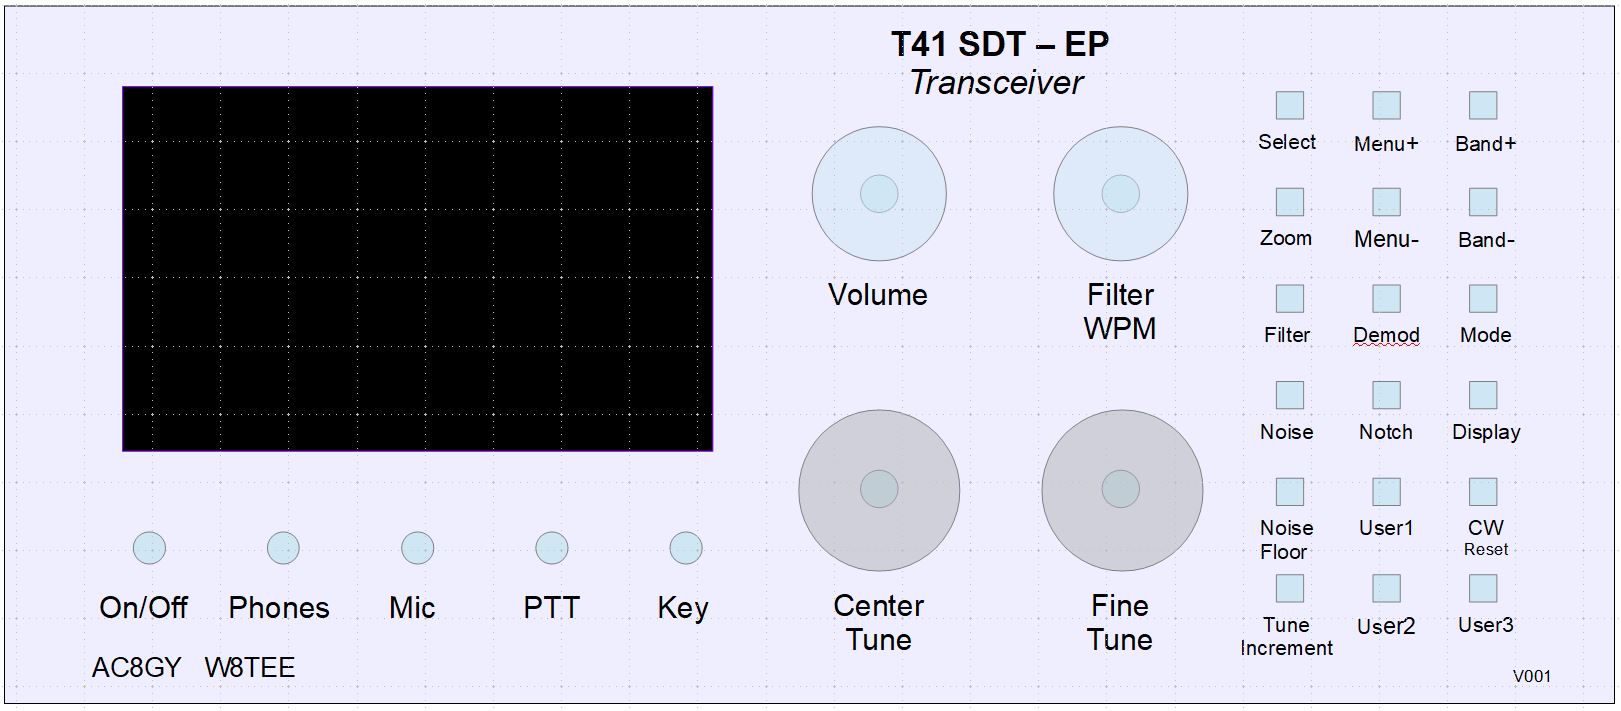 T41 SDT – EP
Transceiver
Select Menu+ Band+
Zoom Menu- Band-
Volume Filter
WPM
Filter Demod Mode
Noise Notch Display
Noise User1 CW
Floor Reset
On/Off Phones Mic PTT Key
Center Fine
Tune Tune
Tune User2 User3
Increment
AC8GY W8TEE
V001